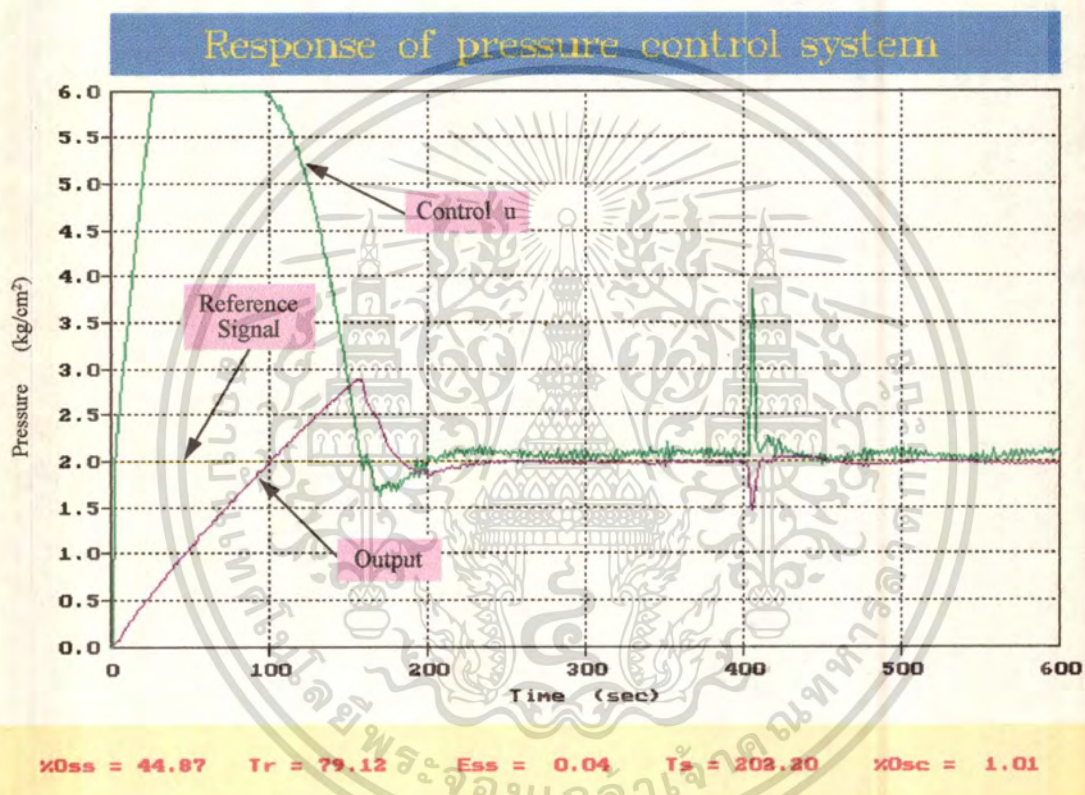 Response of pressure control system
6.0
5.5
5.0
4.5
4.0
3.5
3.0
2.5
2.0
1.5
1.0
0.5
0.0
Pressure (kg/cm²)
Control u
Reference
Signal
Output
0
100
200
300
400
500
600
Time (sec)
%Oss = 44.87 Tr = 79.12 Ess = 0.04 Ts = 202.20 %Osc = 1.01